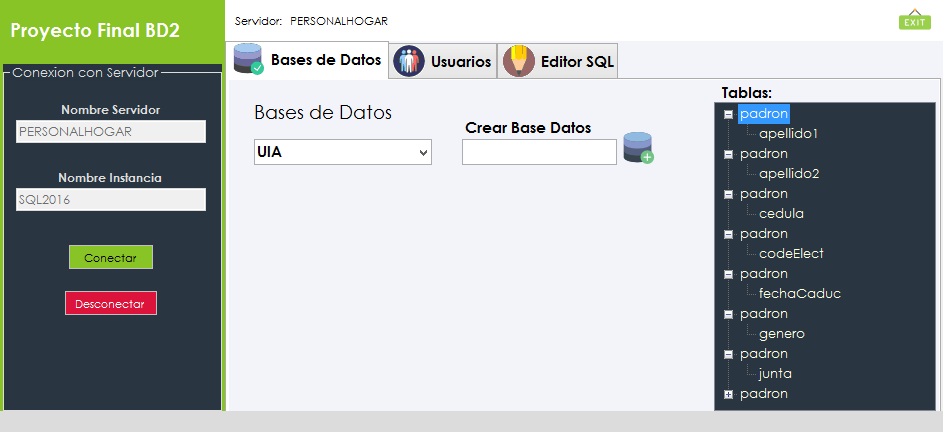 Proyecto Final BD2
Servidor: PERSONALHOGAR
EXIT
Conexion con Servidor
Nombre Servidor
PERSONALHOGAR
Nombre Instancia
SQL2016
Conectar
Desconectar
Bases de Datos
Usuarios
Editor SQL
Bases de Datos
UIA
Crear Base Datos
Tablas:
padron
apellido1
padron
apellido2
padron
cedula
padron
codeElect
padron
fechaCaduc
padron
genero
padron
junta
padron